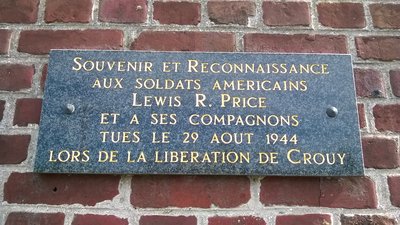 SOUVENIR ET RECONNAISSANCE
AUX SOLDATS AMERICAINS
LEWIS R. PRICE
ET A SES COMPAGNONS
TUES LE 29 AOUT 1944
LORS DE LA LIBERATION DE CROUY